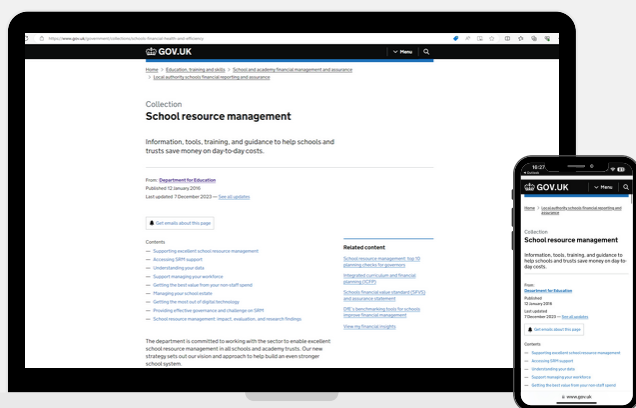 https://www.gov.uk/government/collections/schools-financial-health-and-efficiency
GOV.UK
Menu
Home > Education, training and skills > School and academy financial management and assurance
> Local authority schools financial reporting and assurance
Collection
School resource management
Information, tools, training, and guidance to help schools and
trusts save money on day-to-day costs.
From: Department for Education
Published 12 January 2016
Last updated 7 December 2023 — See all updates
Get emails about this page
Contents
— Supporting excellent school resource management
— Accessing SRM support
— Understanding your data
— Support managing your workforce
— Getting the best value from your non staff spend
— Managing your school estate
— Getting the most out of digital technology
— Providing effective governance and challenge on SRM
— School resource management: impact, evaluation, and research findings
Related content
School resource management: top 10
planning checks for governors
Integrated curriculum and financial
planning (ICFP)
Schools financial value standard (SFVS)
and assurance statement
DfE's benchmarking tools for schools
improve financial management
View my financial insights
The department is committed to working with the sector to enable excellent
school resource management in all schools and academy trusts. Our new
strategy sets out our vision and approach to help build an even stronger
school system.
16:27
Outlook
GOV.UK
Menu
Home > Local authority schools financial reporting and
assurance
Collection
School resource management
Information, tools, training, and guidance to
help schools and trusts save money on day-to-
day costs.
From:
Department for Education
Published
12 January 2016
Last updated
7 December 2023 — See all updates
Get emails about this page
Contents
— Supporting excellent school resource management
— Accessing SRM support
— Understanding your data
— Support managing your workforce
— Getting the best value from your non staff spend
www.gov.uk